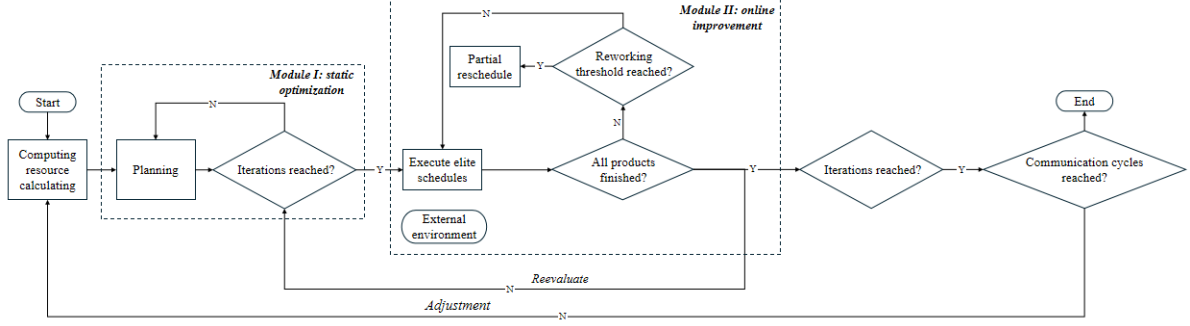 Start
Computing
resource
calculating
Module I: static
optimization
N
Planning
Iterations reached?
Y
Module II: online
improvement
N
Partial
reschedule
Y
Reworking
threshold reached?
N
Execute elite
schedules
All products
finished?
External
environment
Y
Iterations reached?
Y
End
Communication cycles
reached?
Reevaluate
N
Adjustment
N